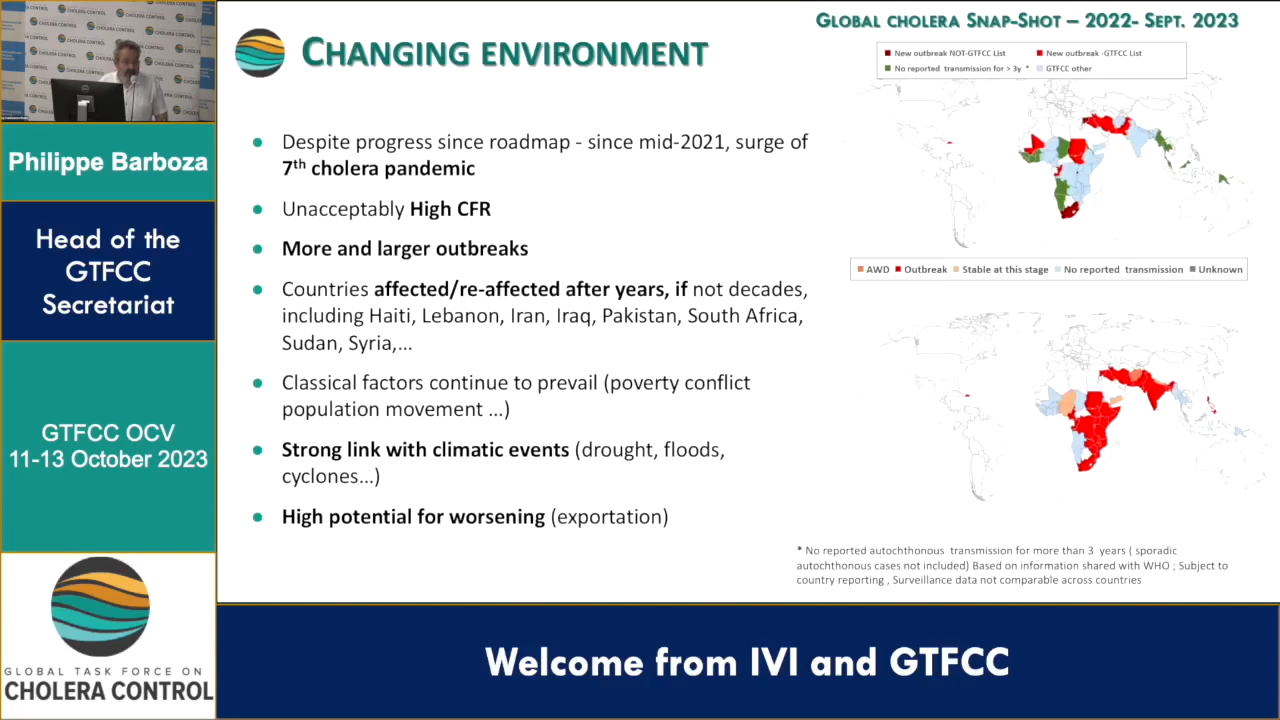 GLOBAL CHOLERA SNAP-SHOT – 2022- SEPT. 2023
CHANGING ENVIRONMENT
New outbreak NOT-GTFCC List
New outbreak -GTFCC List
No reported transmission for > 3y *
GTFCC other
CHOLERA CONTROL
Philippe Barboza
Head of the
GTFCC
Secretariat
GTFCC OCV
11-13 October 2023
GLOBAL TASK FORCE ON
CHOLERA CONTROL
• Despite progress since roadmap - since mid-2021, surge of
7th cholera pandemic
• Unacceptably High CFR
• More and larger outbreaks
• Countries affected/re-affected after years, if not decades,
including Haiti, Lebanon, Iran, Iraq, Pakistan, South Africa,
Sudan, Syria,...
• Classical factors continue to prevail (poverty conflict
population movement ...)
• Strong link with climatic events (drought, floods,
cyclones...)
• High potential for worsening (exportation)
AWD
Outbreak
Stable at this stage
No reported transmission
Unknown
* No reported autochthonous transmission for more than 3 years ( sporadic
autochthonous cases not included) Based on information shared with WHO ; Subject to
country reporting , Surveillance data not comparable across countries
Welcome from IVI and GTFCC